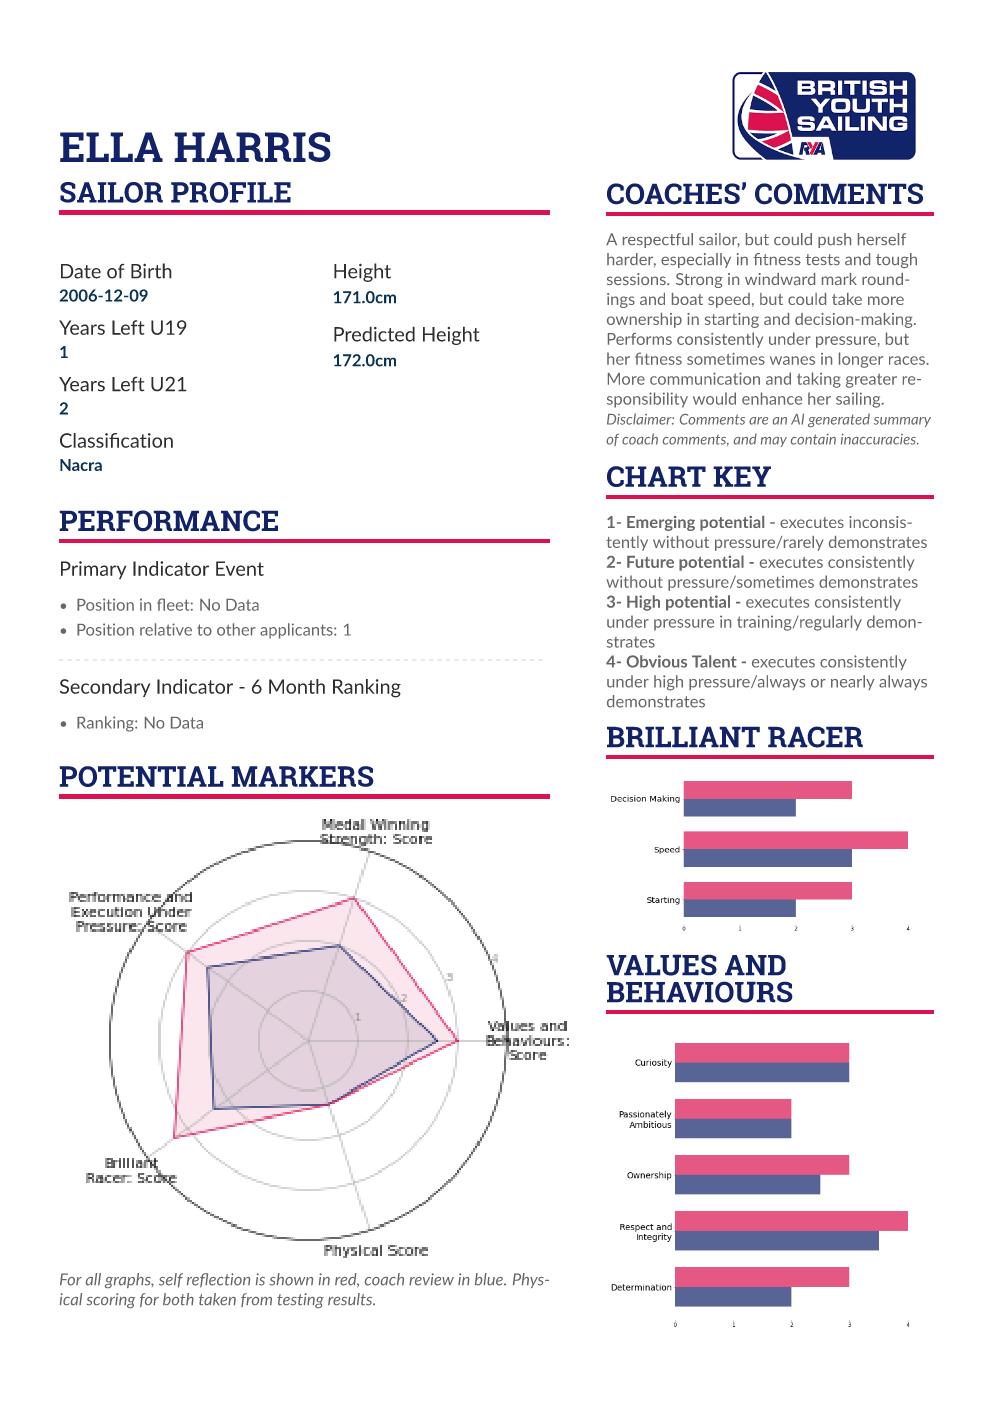 BRITISH
YOUTH
SAILING
RYA
ELLA HARRIS
SAILOR PROFILE
Date of Birth
2006-12-09
Years Left U19
1
Years Left U21
2
Classification
Nacra
Height
171.0cm
Predicted Height
172.0cm
PERFORMANCE
Primary Indicator Event
• Position in fleet: No Data
• Position relative to other applicants: 1
Secondary Indicator - 6 Month Ranking
• Ranking: No Data
POTENTIAL MARKERS
Medal Winning
Strength: Score
Performance and
Execution Under
Pressure: Score
4
3
2
1
Values and
Behaviours:
Score
Brilliant
Racer: Score
Physical Score
For all graphs, self reflection is shown in red, coach review in blue. Phys-
ical scoring for both taken from testing results.
COACHES’ COMMENTS
A respectful sailor, but could push herself
harder, especially in fitness tests and tough
sessions. Strong in windward mark round-
ings and boat speed, but could take more
ownership in starting and decision-making.
Performs consistently under pressure, but
her fitness sometimes wanes in longer races.
More communication and taking greater re-
sponsibility would enhance her sailing.
Disclaimer: Comments are an AI generated summary
of coach comments, and may contain inaccuracies.
CHART KEY
1- Emerging potential - executes inconsis-
tently without pressure/rarely demonstrates
2- Future potential - executes consistently
without pressure/sometimes demonstrates
3- High potential - executes consistently
under pressure in training/regularly demon-
strates
4- Obvious Talent - executes consistently
under high pressure/always or nearly always
demonstrates
BRILLIANT RACER
Decision Making
Speed
Starting
0 1 2 3 4
VALUES AND
BEHAVIOURS
Curiosity
Passionately
Ambitious
Ownership
Respect and
Integrity
Determination
0 1 2 3 4